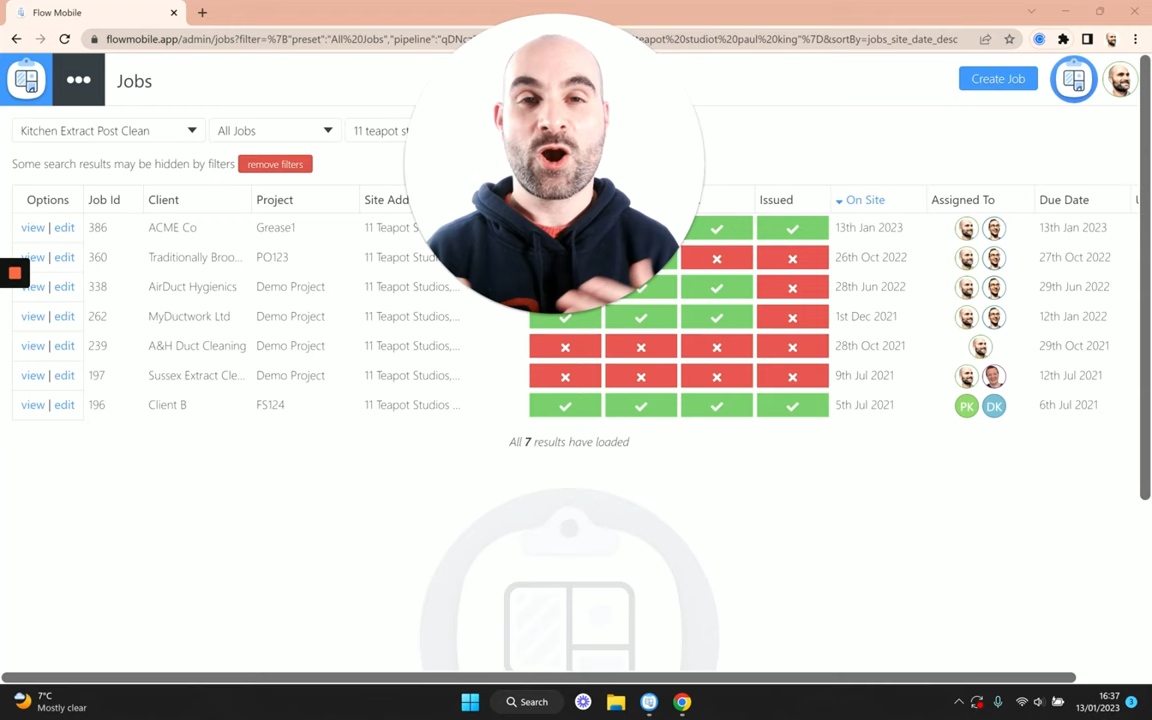 Flow Mobile
flowmobile.app/admin/jobs?filter=%7B"preset":"All%20Jobs","pipeline":"qDNc
teapot%20studiot%20paul%20king"%7D&sortBy=jobs_site_date_desc
Jobs
Create Job
Kitchen Extract Post Clean
All Jobs
11 teapot st
Some search results may be hidden by filters
remove filters
Options Job Id Client Project Site Add Issued On Site Assigned To Due Date
view | edit 386 ACME Co Grease1 11 Teapot Stu 13th Jan 2023 13th Jan 2023
view | edit 360 Traditionally Broo... PO123 11 Teapot 26th Oct 2022 27th Oct 2022
view | edit 338 AirDuct Hygienics Demo Project 11 Teapot Stud 28th Jun 2022 29th Jun 2022
view | edit 262 MyDuctwork Ltd Demo Project 11 Teapot Studios,... 1st Dec 2021 12th Jan 2022
view | edit 239 A&H Duct Cleaning Demo Project 11 Teapot Studios,... 28th Oct 2021 29th Oct 2021
view | edit 197 Sussex Extract Cle... Demo Project 11 Teapot Studios,... 9th Jul 2021 12th Jul 2021
view | edit 196 Client B FS124 11 Teapot Studios ... 5th Jul 2021 PK DK 6th Jul 2021
All 7 results have loaded
7°C
Mostly clear
Search
16:37
13/01/2023
3